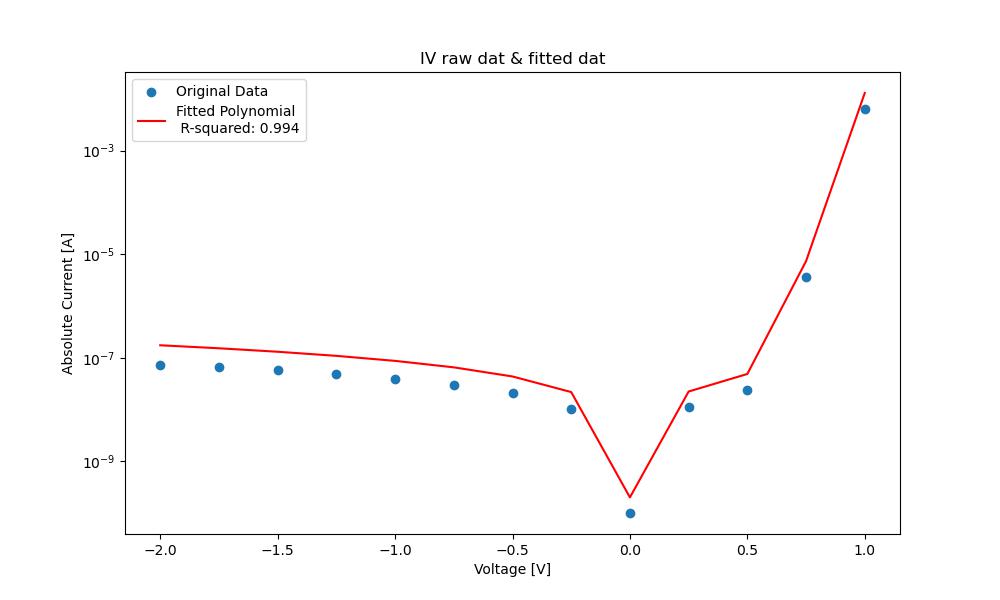 IV raw dat & fitted dat
Original Data
Fitted Polynomial
R-squared: 0.994
Absolute Current [A]
10⁻³
10⁻⁵
10⁻⁷
10⁻⁹
−2.0 −1.5 −1.0 −0.5 0.0 0.5 1.0
Voltage [V]